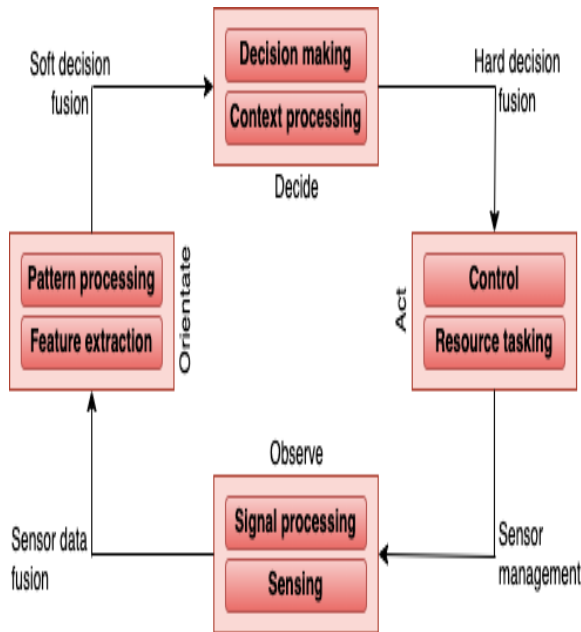 Soft decision
fusion
Decision making
Context processing
Decide
Hard decision
fusion
Pattern processing
Feature extraction
Orientate
Act
Control
Resource tasking
Observe
Signal processing
Sensing
Sensor data
fusion
Sensor
management